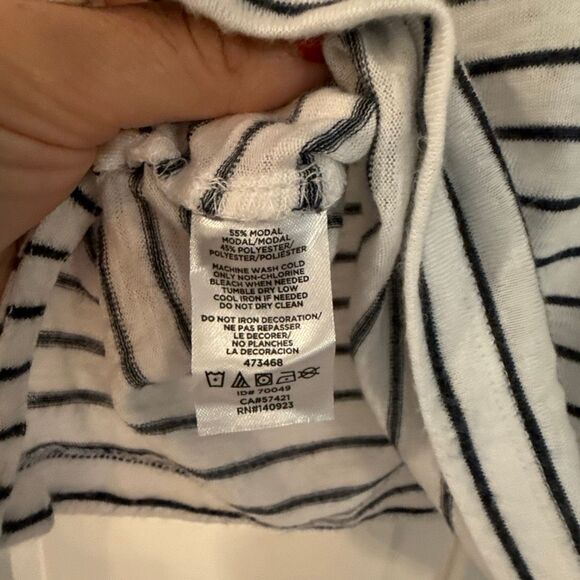 55% MODAL
MODAL/MODAL
45% POLYESTER/
POLYESTER/POLIÉSTER
MACHINE WASH COLD
ONLY NON-CHLORINE
BLEACH WHEN NEEDED
TUMBLE DRY LOW
COOL IRON IF NEEDED
DO NOT DRY CLEAN
DO NOT IRON DECORATION/
NE PAS REPASSER
LE DECORER/
NO PLANCHES
LA DECORACION
473468
ID# 70049
CA#57421
RN#140923